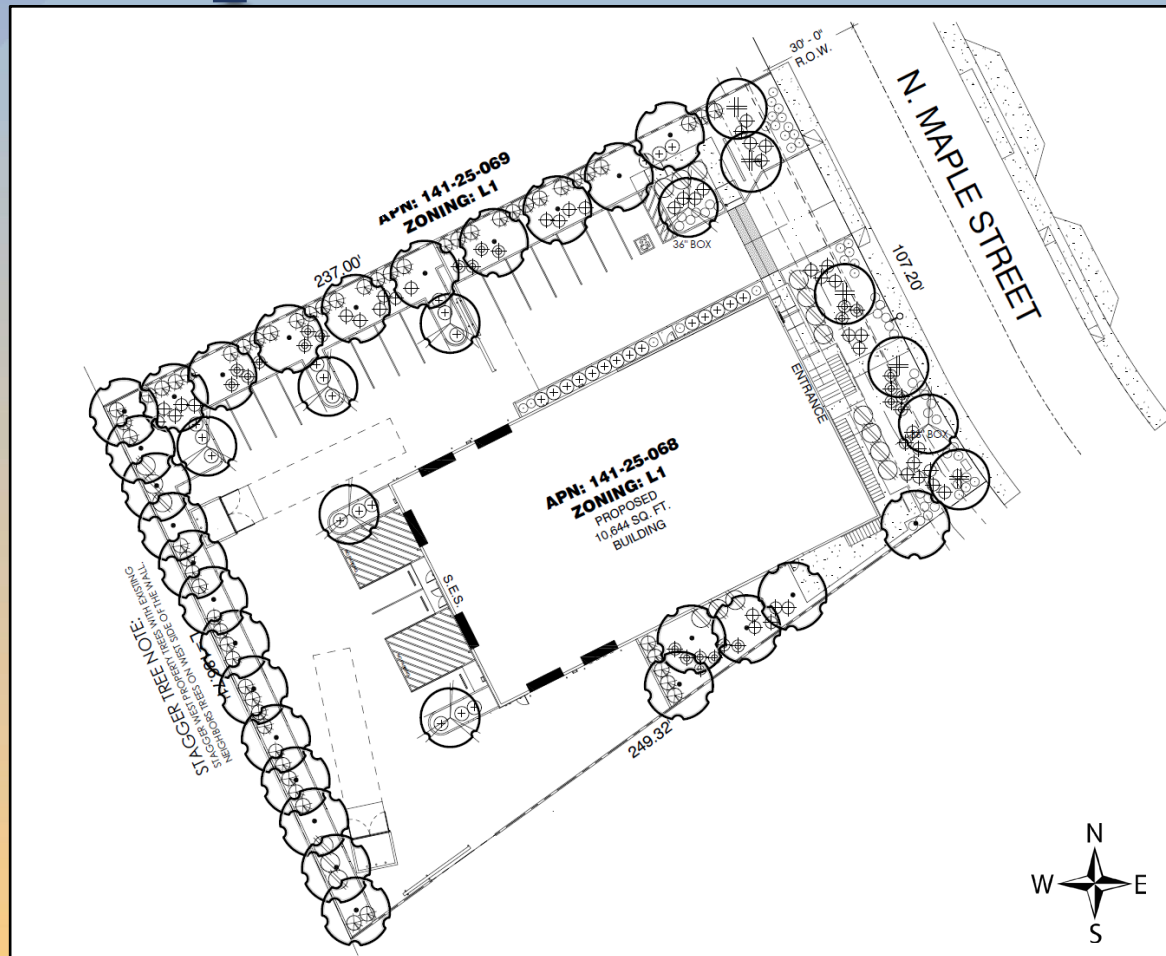 30' - 0"
R.O.W.
N. MAPLE STREET
APN: 141-25-069
ZONING: L1
237.00'
36" BOX
107.20'
ENTRANCE
APN: 141-25-068
ZONING: L1
PROPOSED
10,644 SQ. FT.
BUILDING
S.E.S.
STAGGER TREE NOTE:
STAGGER WEST PROPERTY TREES WITH EXISTING
NEIGHBORS TREES ON WEST SIDE OF THE WALL.
BOX
249.32'
N
W E
S